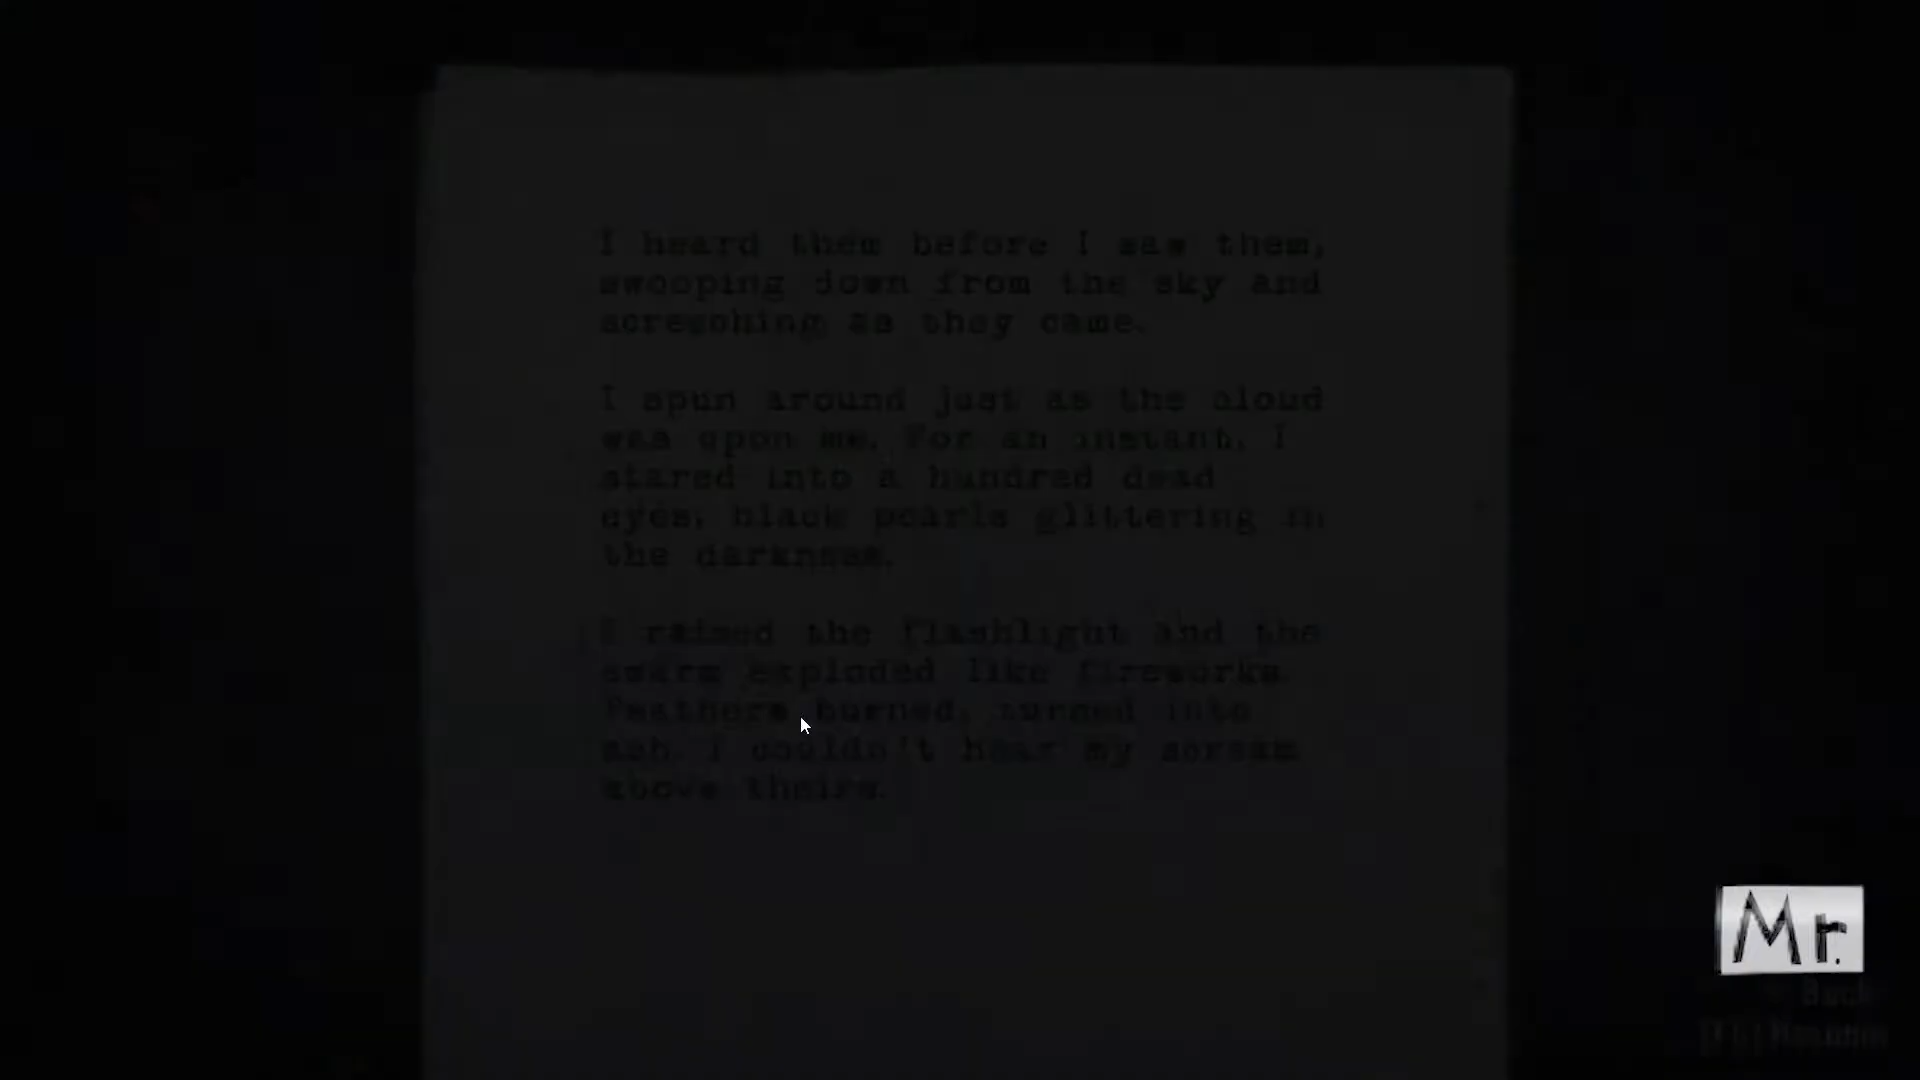 I heard them before I saw them,
swooping down from the sky and
screeching as they came.
I spun around just as the cloud
was upon me. For an instant, I
stared into a hundred dead
eyes, black pearls glittering in
the darkness.
I raised the flashlight and the
swarm exploded like fireworks.
Feathers burned, turned into
ash. I couldn't hear my scream
above theirs.
Mr.
Back